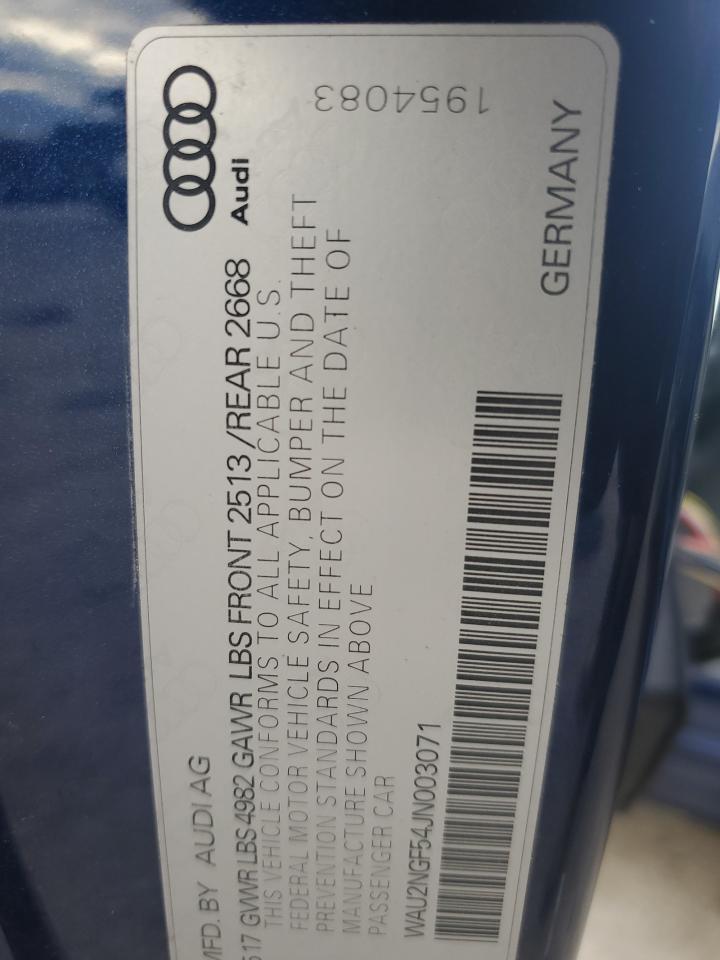 MFD. BY AUDI AG
517 GVWR LBS 4982 GAWR LBS FRONT 2513 / REAR 2668
THIS VEHICLE CONFORMS TO ALL APPLICABLE U.S.
FEDERAL MOTOR VEHICLE SAFETY, BUMPER AND THEFT
PREVENTION STANDARDS IN EFFECT ON THE DATE OF
MANUFACTURE SHOWN ABOVE
PASSENGER CAR
WAU2NGF54JN003071
Audi
1954083
GERMANY